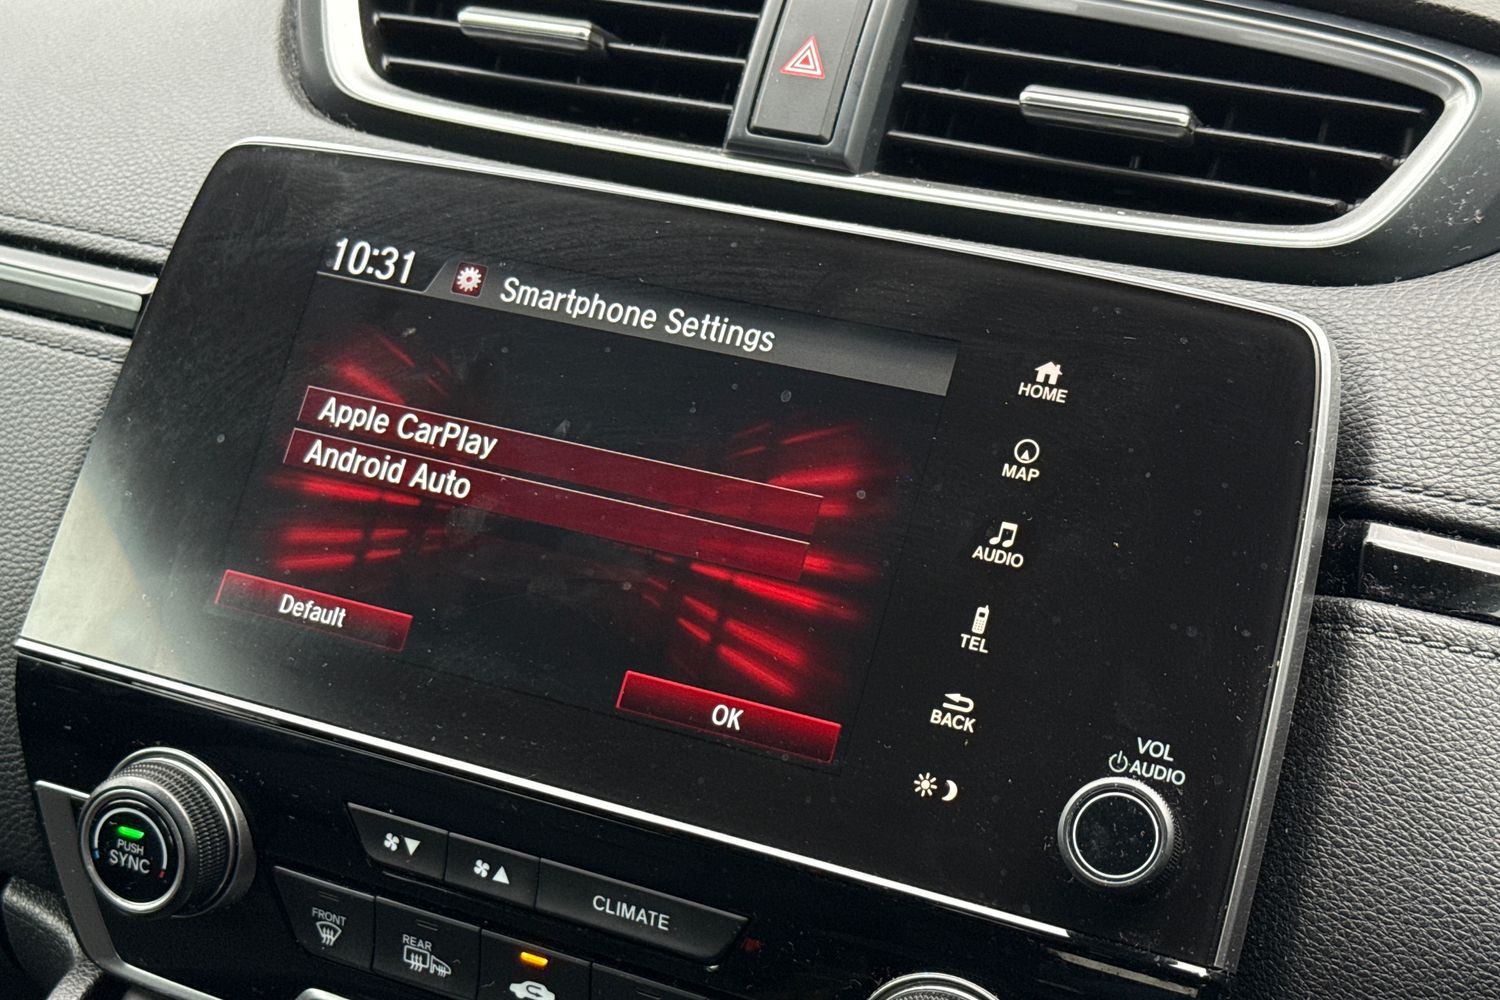 10:31
Smartphone Settings
Apple CarPlay
Android Auto
Default
OK
HOME
MAP
AUDIO
TEL
BACK
VOL
AUDIO
PUSH
SYNC
CLIMATE
FRONT
REAR